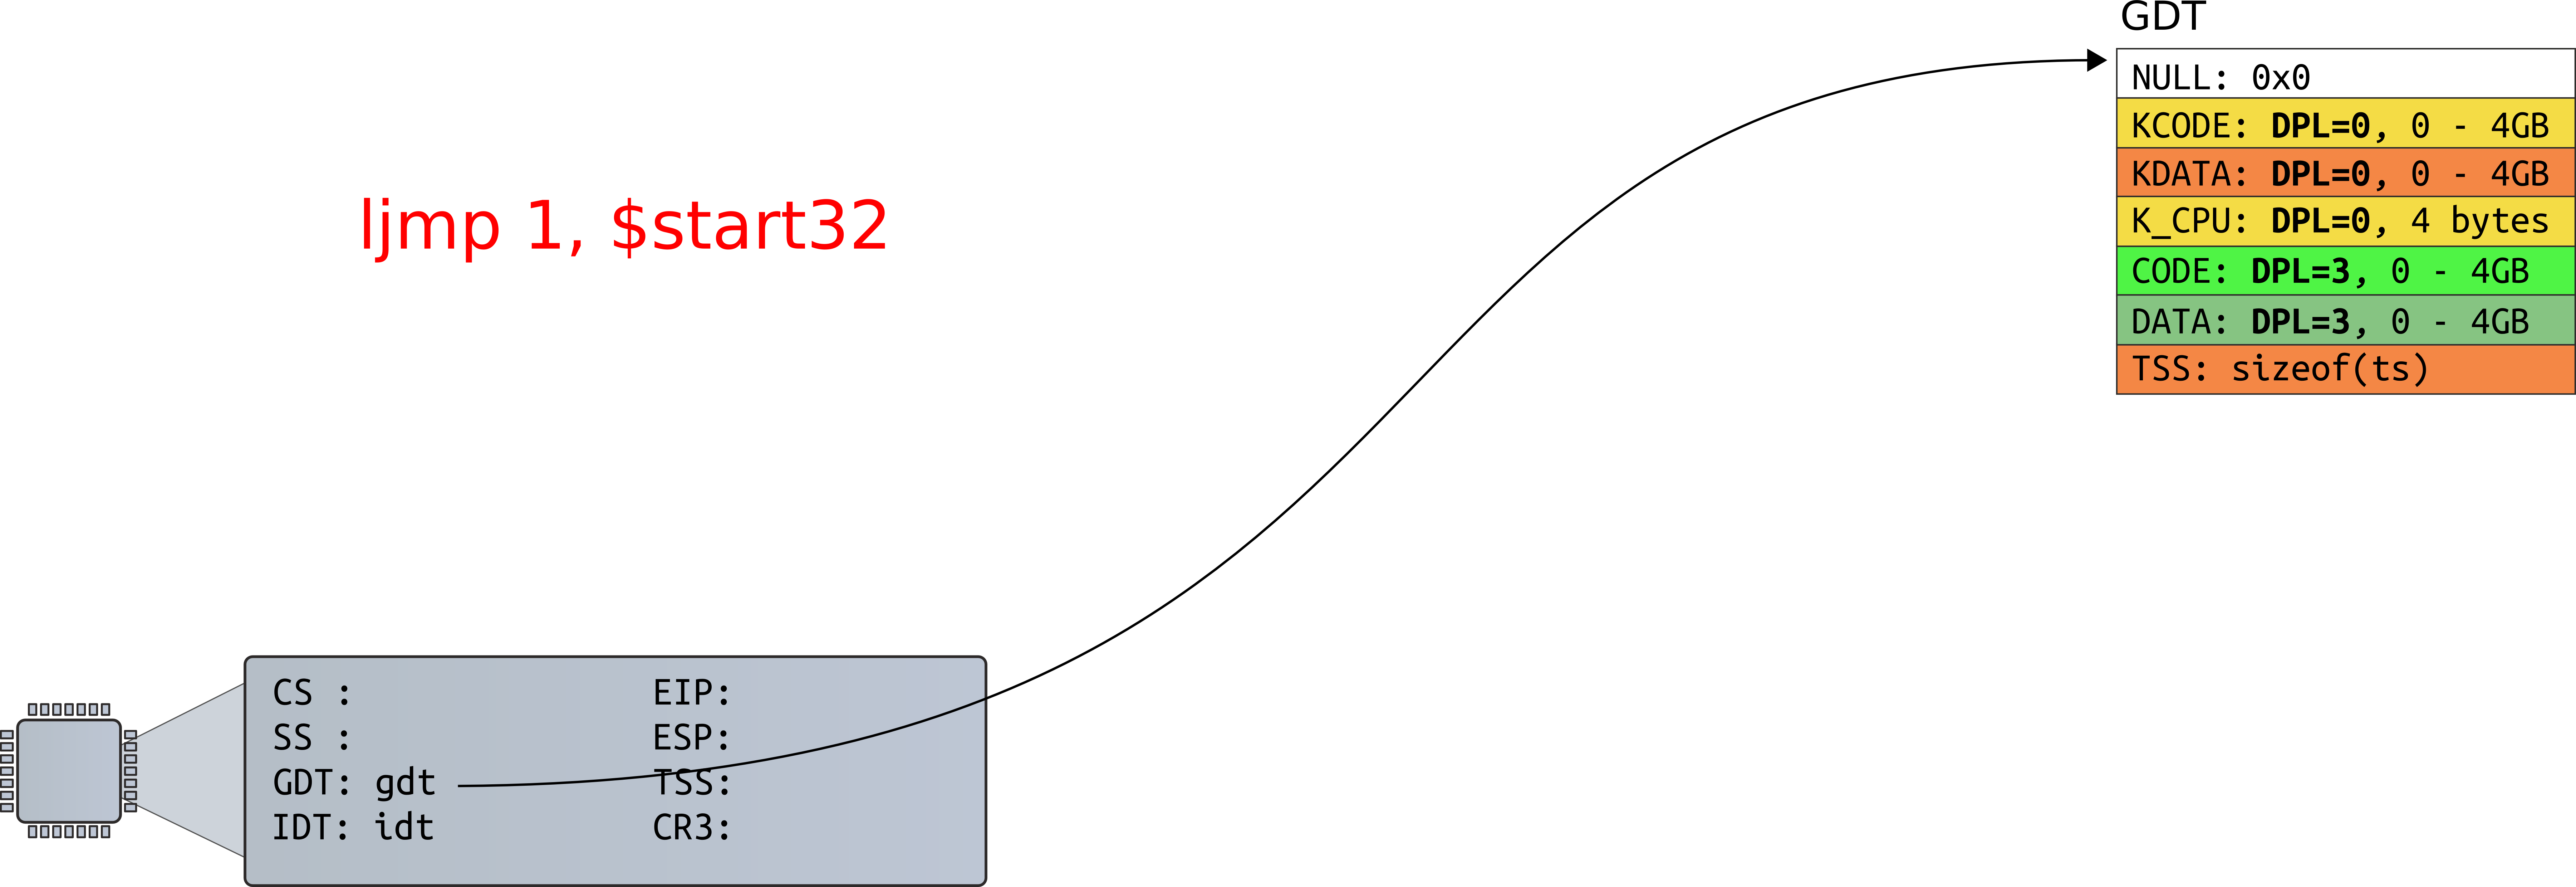 GDT
NULL: 0x0
KCODE: DPL=0, 0 - 4GB
KDATA: DPL=0, 0 - 4GB
K_CPU: DPL=0, 4 bytes
CODE: DPL=3, 0 - 4GB
DATA: DPL=3, 0 - 4GB
TSS: sizeof(ts)
ljmp 1, $start32
CS :
SS :
GDT: gdt
IDT: idt
EIP:
ESP:
TSS:
CR3: